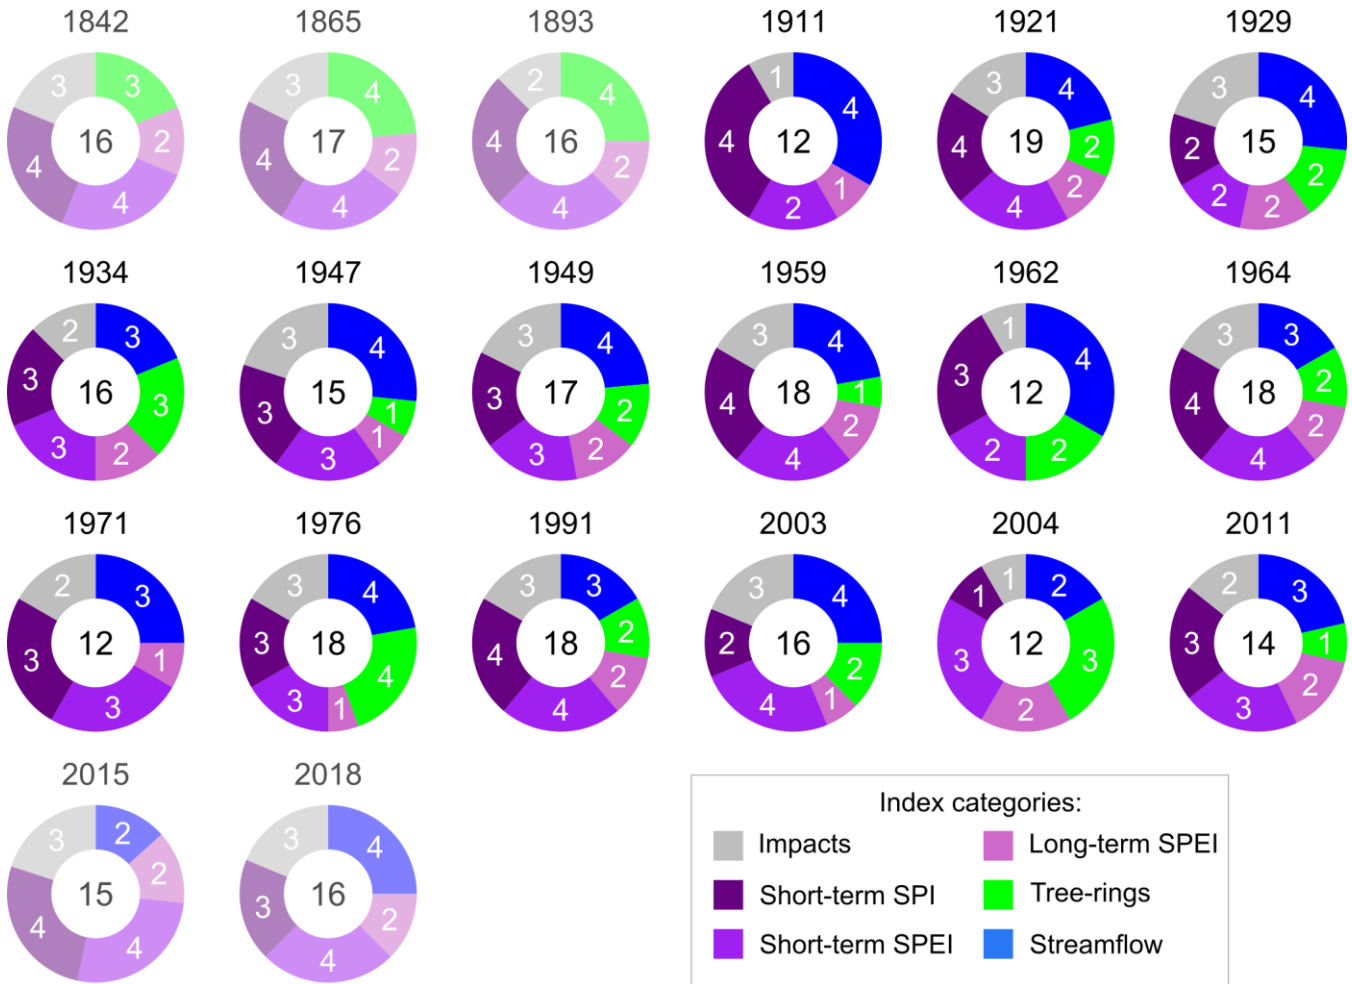 1842 1865 1893 1911 1921 1929
3 3 2 4 4 16
3 4 2 4 4 17
2 4 2 4 4 16
1 4 1 2 4 12
3 4 2 2 4 4 19
3 4 2 2 2 2 15
1934 1947 1949 1959 1962 1964
2 3 3 2 3 3 16
3 4 1 1 3 3 15
3 4 2 2 3 3 17
3 4 1 2 4 4 18
1 4 2 2 3 12
3 3 2 2 4 4 18
1971 1976 1991 2003 2004 2011
2 3 1 3 3 12
3 4 4 1 3 3 18
3 3 2 2 4 4 18
3 4 2 1 4 2 16
1 2 3 2 3 1 12
2 3 1 2 3 3 14
2015 2018
3 2 2 4 4 15
3 4 2 4 3 16
Index categories:
Impacts
Short-term SPI
Short-term SPEI
Long-term SPEI
Tree-rings
Streamflow